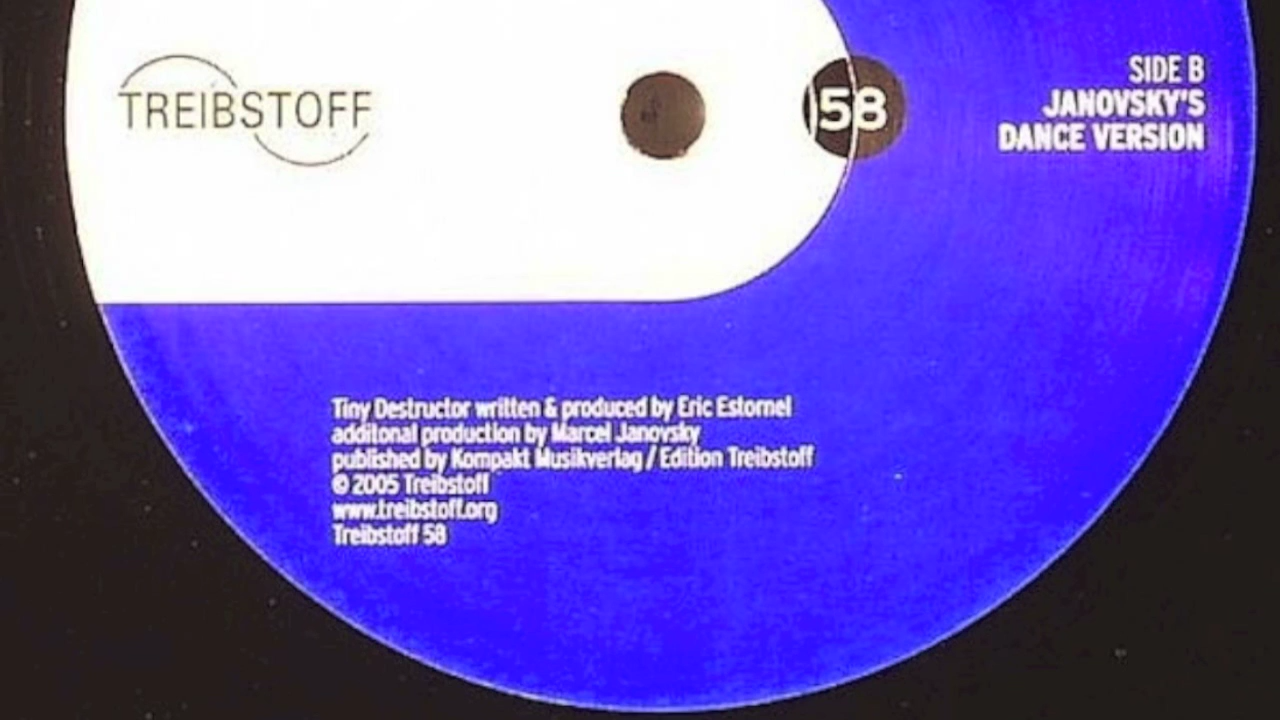 TREIBSTOFF
58
SIDE B
JANOVSKY'S
DANCE VERSION
Tiny Destructor written & produced by Eric Estornel
additonal production by Marcel Janovsky
published by Kompakt Musikverlag / Edition Treibstoff
© 2005 Treibstoff
www.treibstoff.org
Treibstoff 58